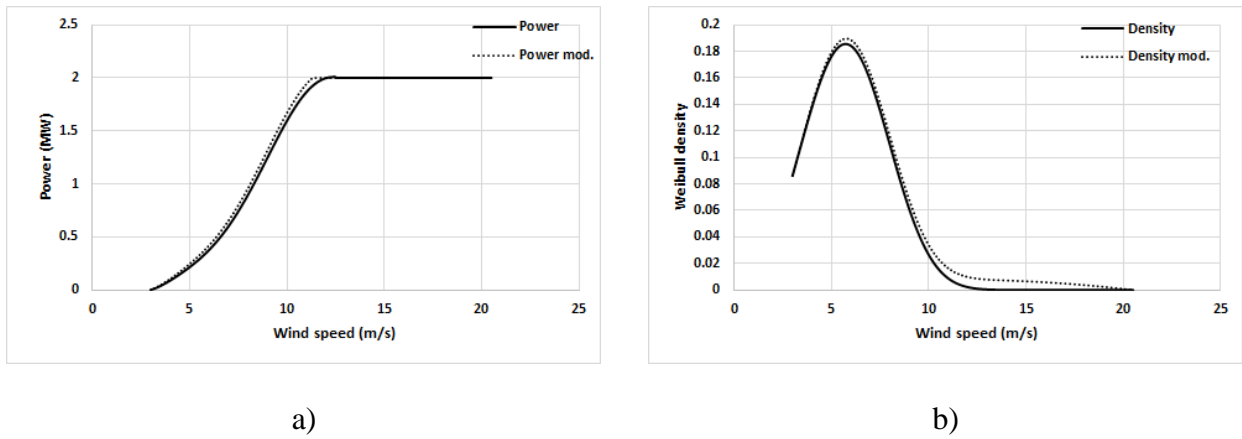 2.5
2
1.5
1
0.5
0
Power (MW)
0 5 10 15 20 25
Wind speed (m/s)
Power
Power mod.
a)
0.2
0.18
0.16
0.14
0.12
0.1
0.08
0.06
0.04
0.02
0
Weibull density
0 5 10 15 20 25
Wind speed (m/s)
Density
Density mod.
b)